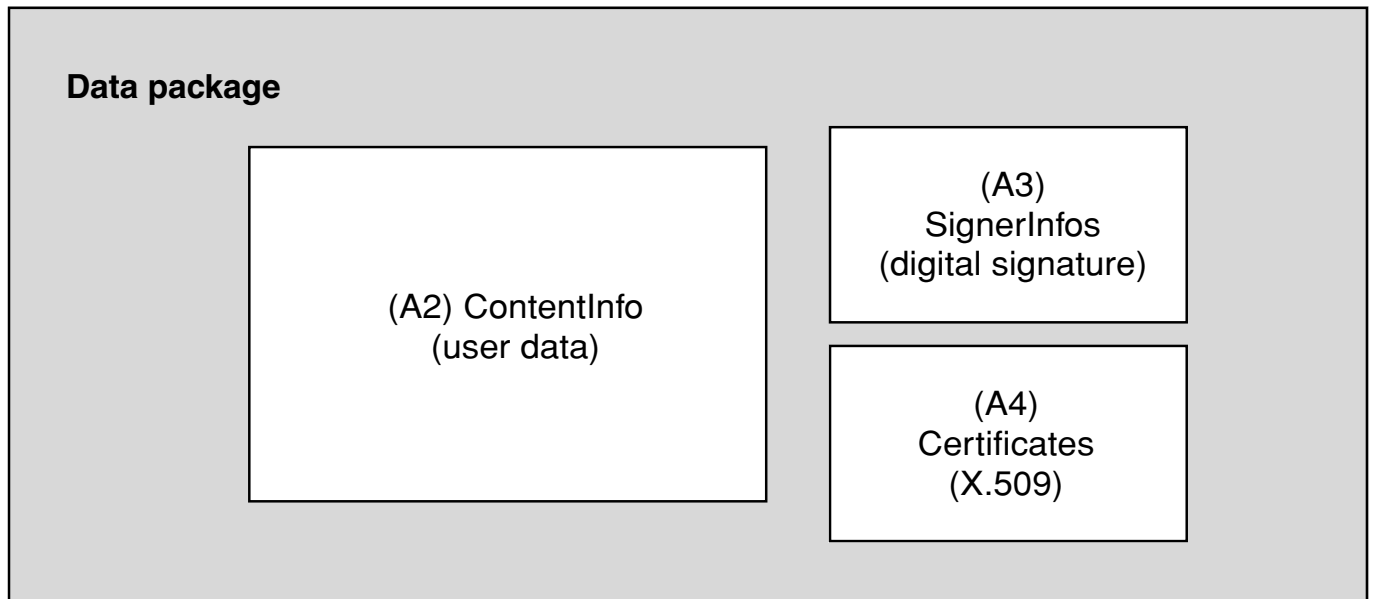 Data package
(A2) ContentInfo
(user data)
(A3)
SignerInfos
(digital signature)
(A4)
Certificates
(X.509)